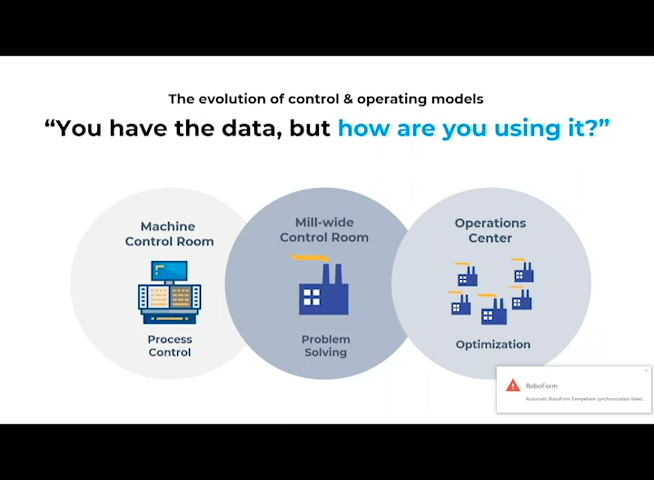 The evolution of control & operating models
“You have the data, but how are you using it?”
Machine
Control Room
Process
Control
Mill-wide
Control Room
Problem
Solving
Operations
Center
Optimization
RoboForm
Automatic RoboForm Everywhere synchronization failed.